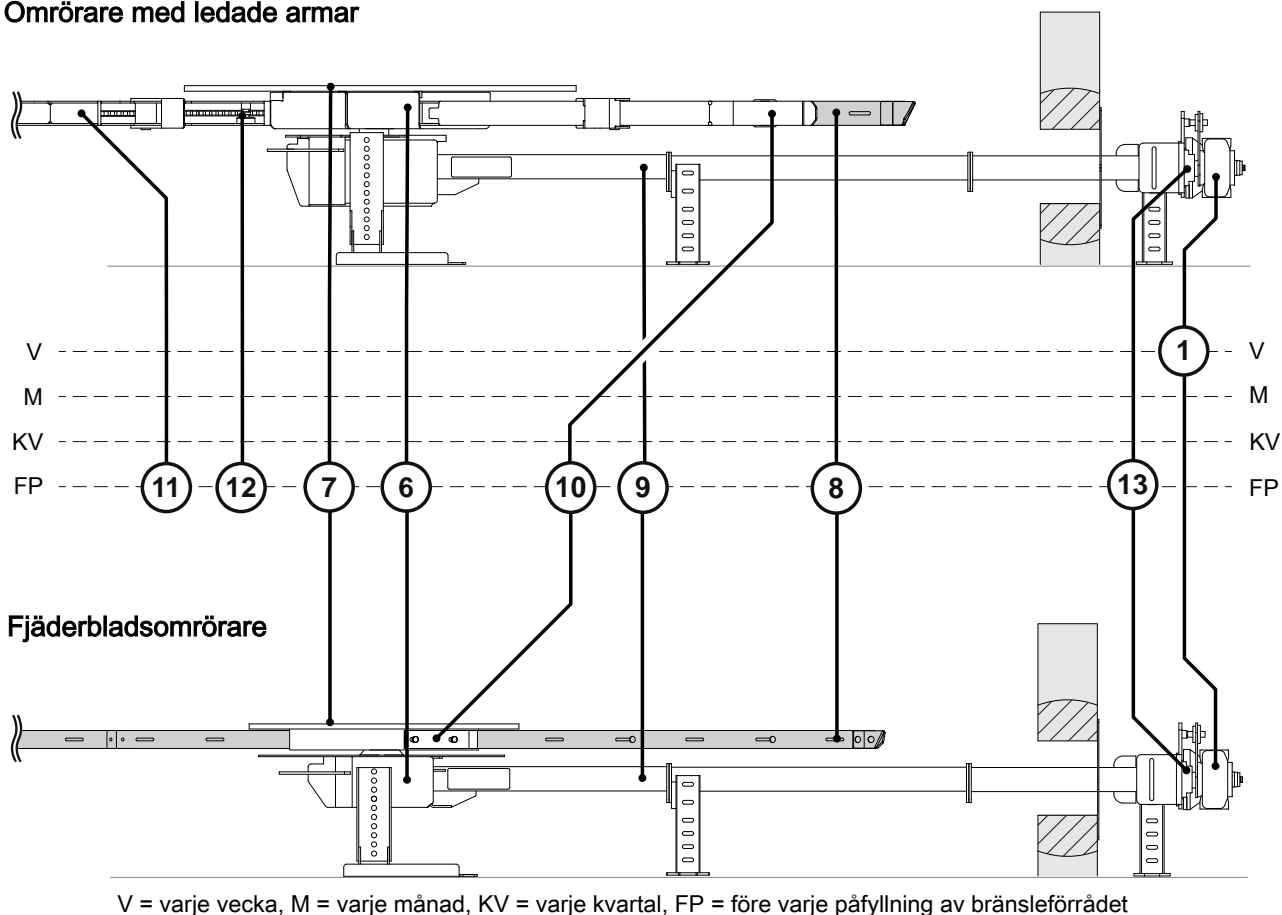 Omrörare med ledade armar
V 1 V
M M
KV KV
FP 11 12 7 6 10 9 8 13 FP
Fjäderbladsomrörare
V = varje vecka, M = varje månad, KV = varje kvartal, FP = före varje påfyllning av bränsleförrådet